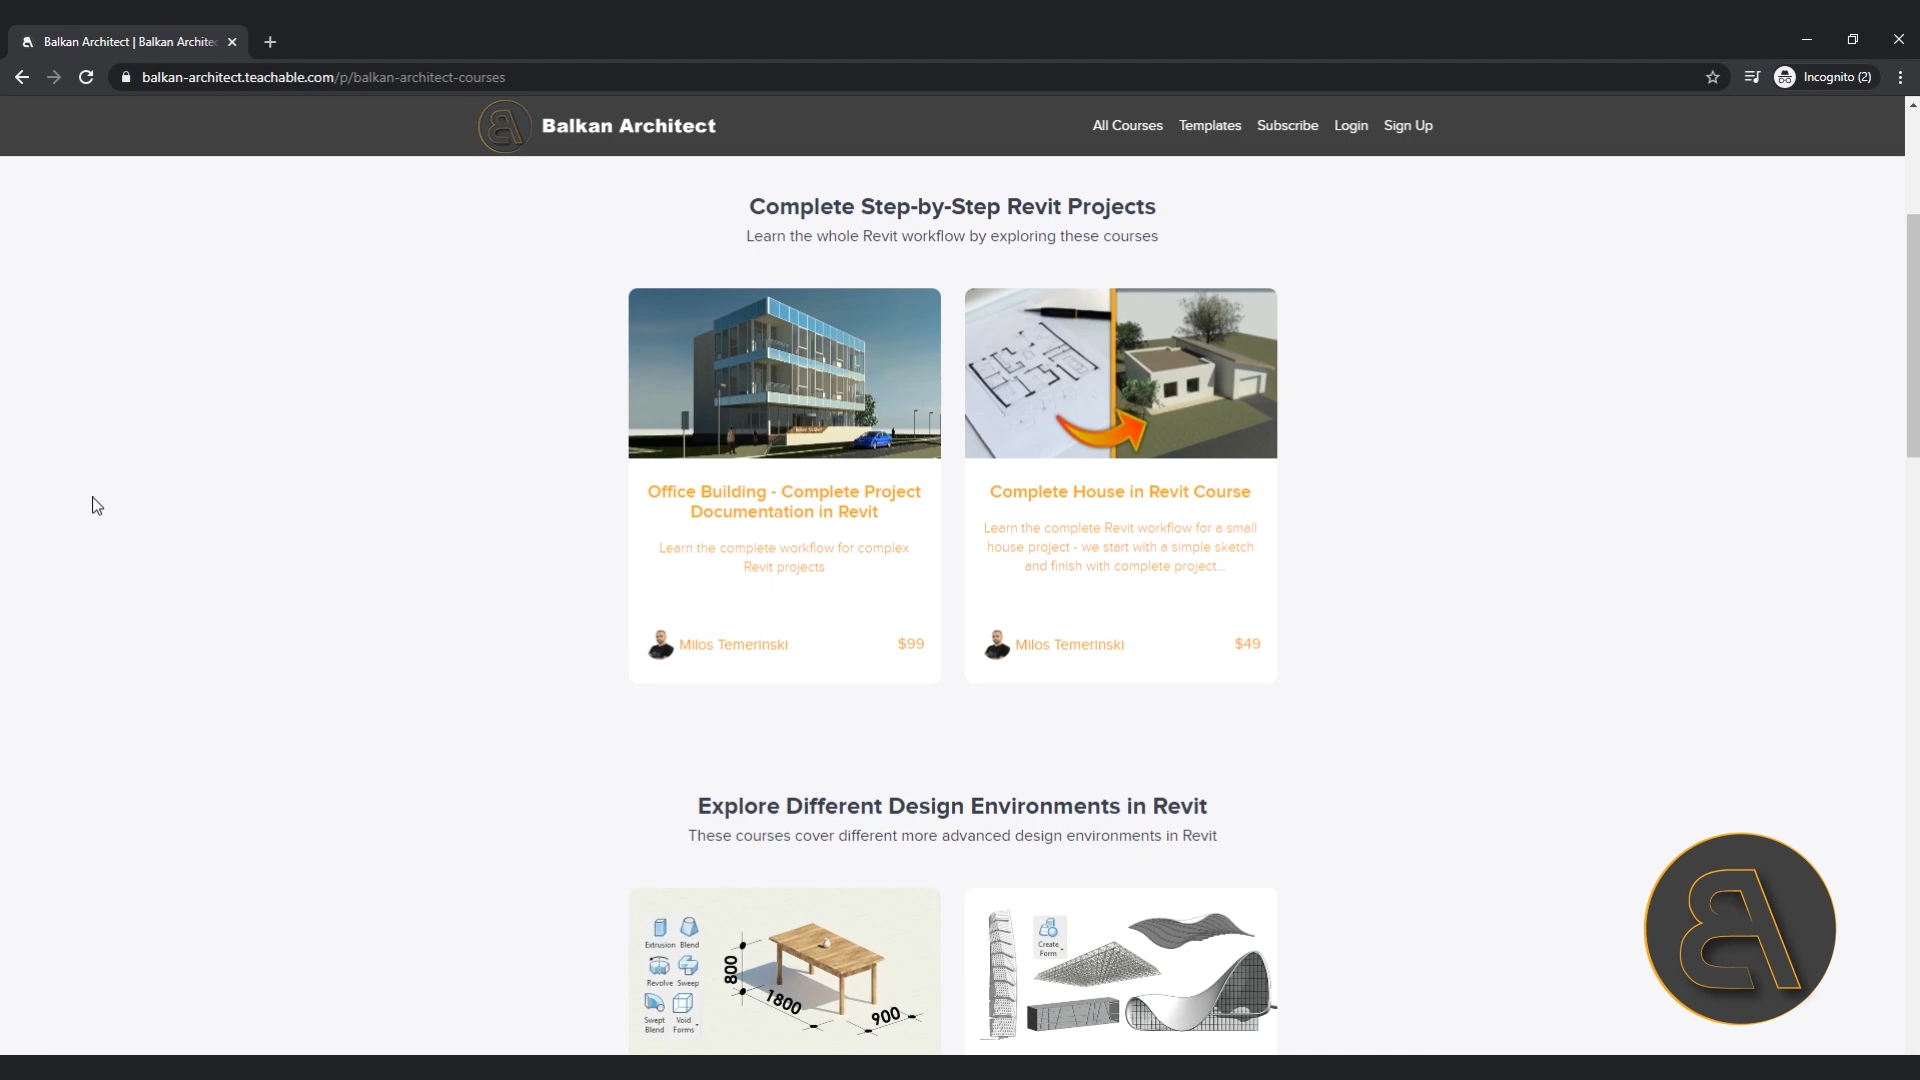 Balkan Architect | Balkan Architec
balkan-architect.teachable.com/p/balkan-architect-courses
Incognito (2)
Balkan Architect
All Courses
Templates
Subscribe
Login
Sign Up
Complete Step-by-Step Revit Projects
Learn the whole Revit workflow by exploring these courses
Office Building - Complete Project
Documentation in Revit
Learn the complete workflow for complex
Revit projects
Milos Temerinski
$99
Complete House in Revit Course
Learn the complete Revit workflow for a small
house project - we start with a simple sketch
and finish with complete project...
Milos Temerinski
$49
Explore Different Design Environments in Revit
These courses cover different more advanced design environments in Revit
Extrusion Blend
Revolve Sweep
Swept Void
Blend Forms
800
1800
900
Create
Form